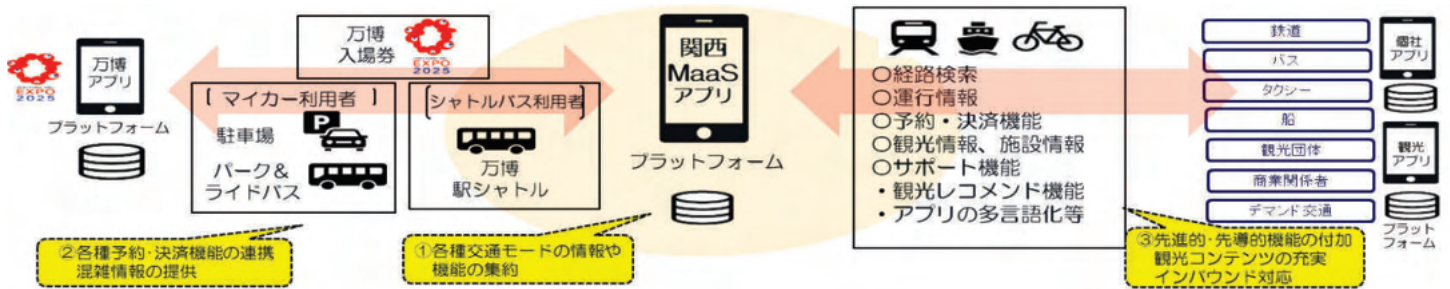 EXPO
2025
万博
アプリ
プラットフォーム
万博
入場券
EXPO
2025
[ マイカー利用者 ]
駐車場
P
パーク&
ライドバス
[シャトルバス利用者]
万博
駅シャトル
②各種予約・決済機能の連携
混雑情報の提供
①各種交通モードの情報や
機能の集約
関西
MaaS
アプリ
プラットフォーム
○経路検索
○運行情報
○予約・決済機能
○観光情報、施設情報
○サポート機能
・観光レコメンド機能
・アプリの多言語化等
③先進的・先導的機能の付加
観光コンテンツの充実
インバウンド対応
鉄道
バス
タクシー
船
観光団体
商業関係者
デマンド交通
個社
アプリ
観光
アプリ
プラット
フォーム